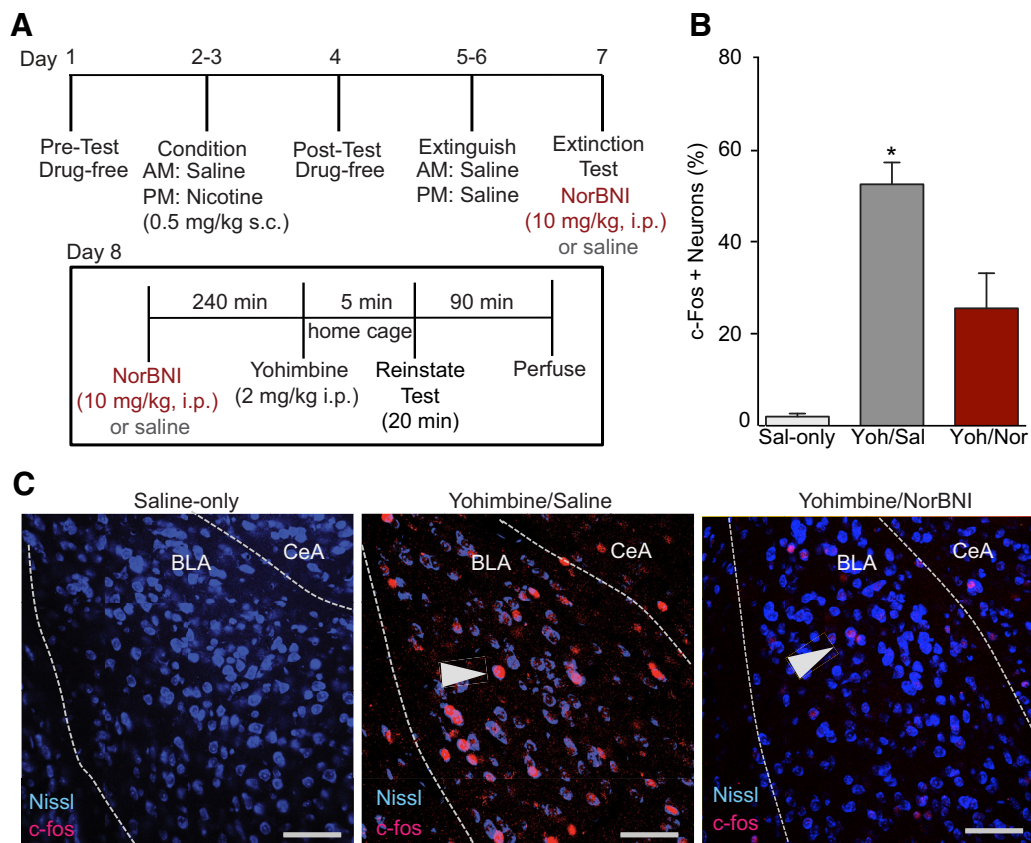 A
Day 1 2-3 4 5-6 7
Pre-Test
Drug-free
Condition
AM: Saline
PM: Nicotine
(0.5 mg/kg s.c.)
Post-Test
Drug-free
Extinguish
AM: Saline
PM: Saline
Extinction
Test
NorBNI
(10 mg/kg, i.p.)
or saline
Day 8
240 min 5 min 90 min
home cage
NorBNI
(10 mg/kg, i.p.)
or saline
Yohimbine
(2 mg/kg i.p.)
Reinstate
Test
(20 min)
Perfuse
B
c-Fos + Neurons (%)
80
60
40
20
0
*
Sal-only Yoh/Sal Yoh/Nor
C
Saline-only
BLA
CeA
Nissl
c-fos
Yohimbine/Saline
BLA
CeA
Nissl
c-fos
Yohimbine/NorBNI
BLA
CeA
Nissl
c-fos